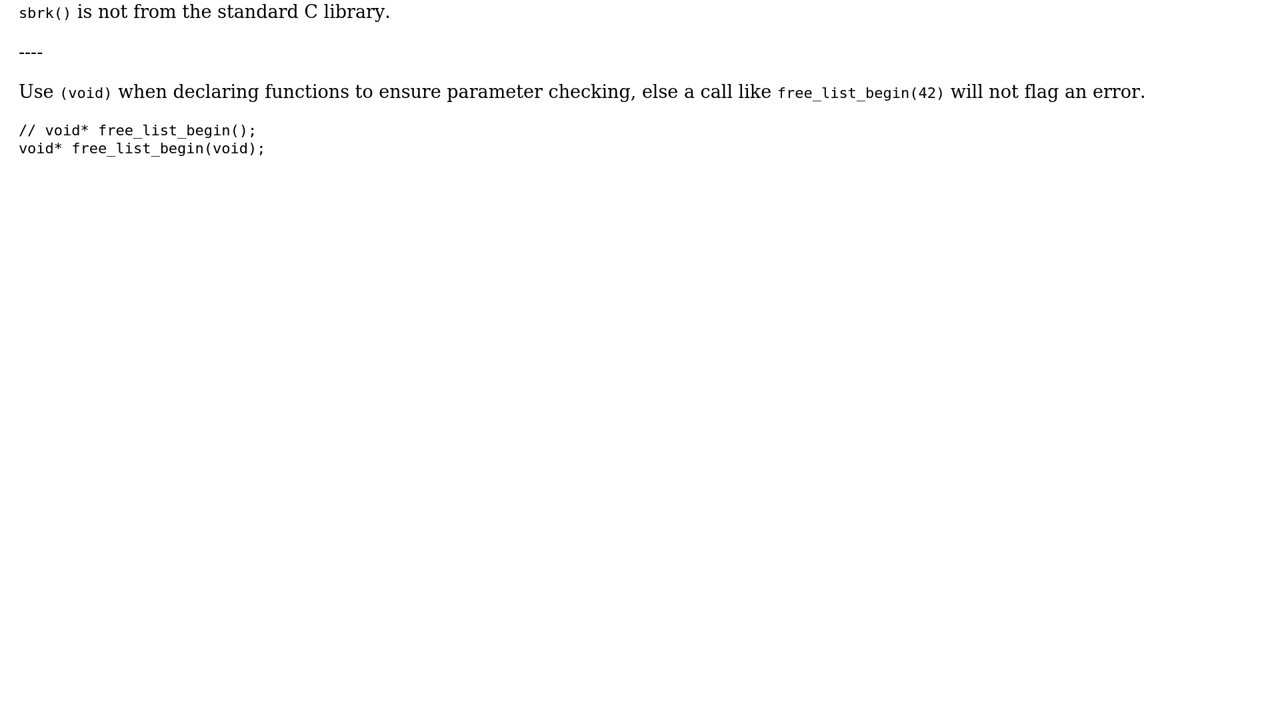 sbrk() is not from the standard C library.
----
Use (void) when declaring functions to ensure parameter checking, else a call like free_list_begin(42) will not flag an error.
// void* free_list_begin();
void* free_list_begin(void);